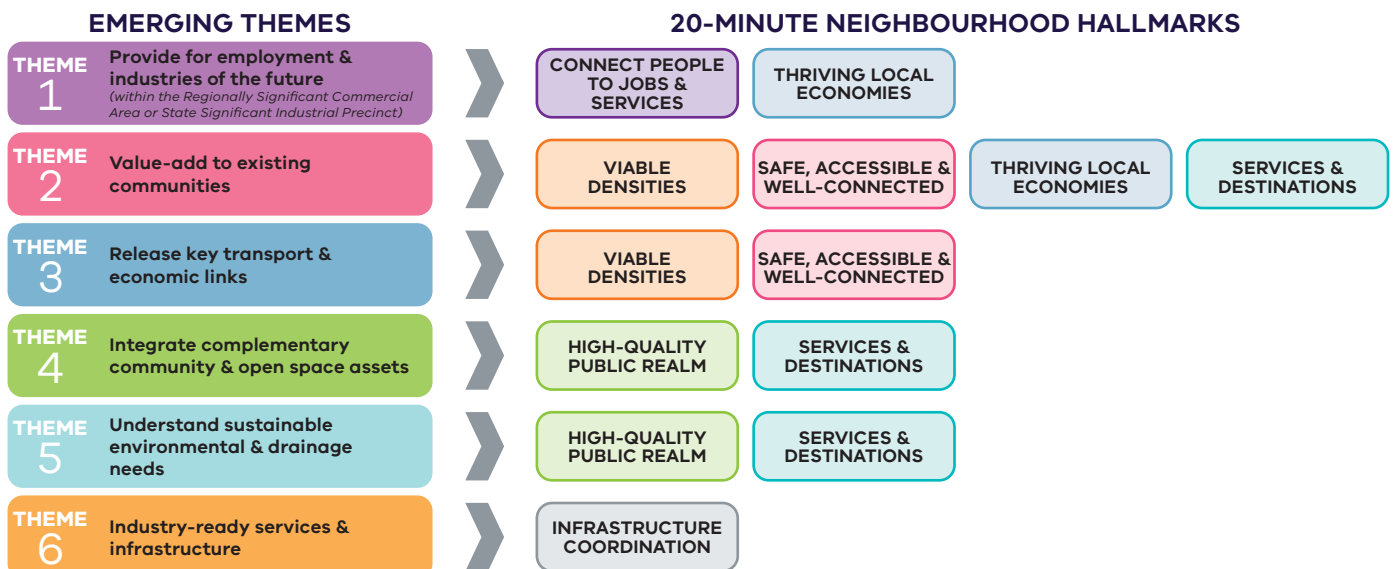 EMERGING THEMES
20-MINUTE NEIGHBOURHOOD HALLMARKS
THEME
1
Provide for employment &
industries of the future
(within the Regionally Significant Commercial
Area or State Significant Industrial Precinct)
CONNECT PEOPLE
TO JOBS &
SERVICES
THRIVING LOCAL
ECONOMIES
THEME
2
Value-add to existing
communities
VIABLE
DENSITIES
SAFE, ACCESSIBLE &
WELL-CONNECTED
THRIVING LOCAL
ECONOMIES
SERVICES &
DESTINATIONS
THEME
3
Release key transport &
economic links
VIABLE
DENSITIES
SAFE, ACCESSIBLE &
WELL-CONNECTED
THEME
4
Integrate complementary
community & open space assets
HIGH-QUALITY
PUBLIC REALM
SERVICES &
DESTINATIONS
THEME
5
Understand sustainable
environmental & drainage
needs
HIGH-QUALITY
PUBLIC REALM
SERVICES &
DESTINATIONS
THEME
6
Industry-ready services &
infrastructure
INFRASTRUCTURE
COORDINATION